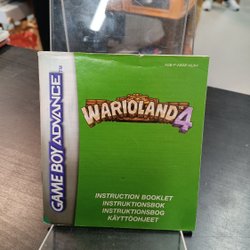 GAME BOY ADVANCE
WARIOLAND 4
INSTRUCTION BOOKLET
INSTRUKTIONSBOK
INSTRUKTIONSBOG
KÄYTTÖOHJEET